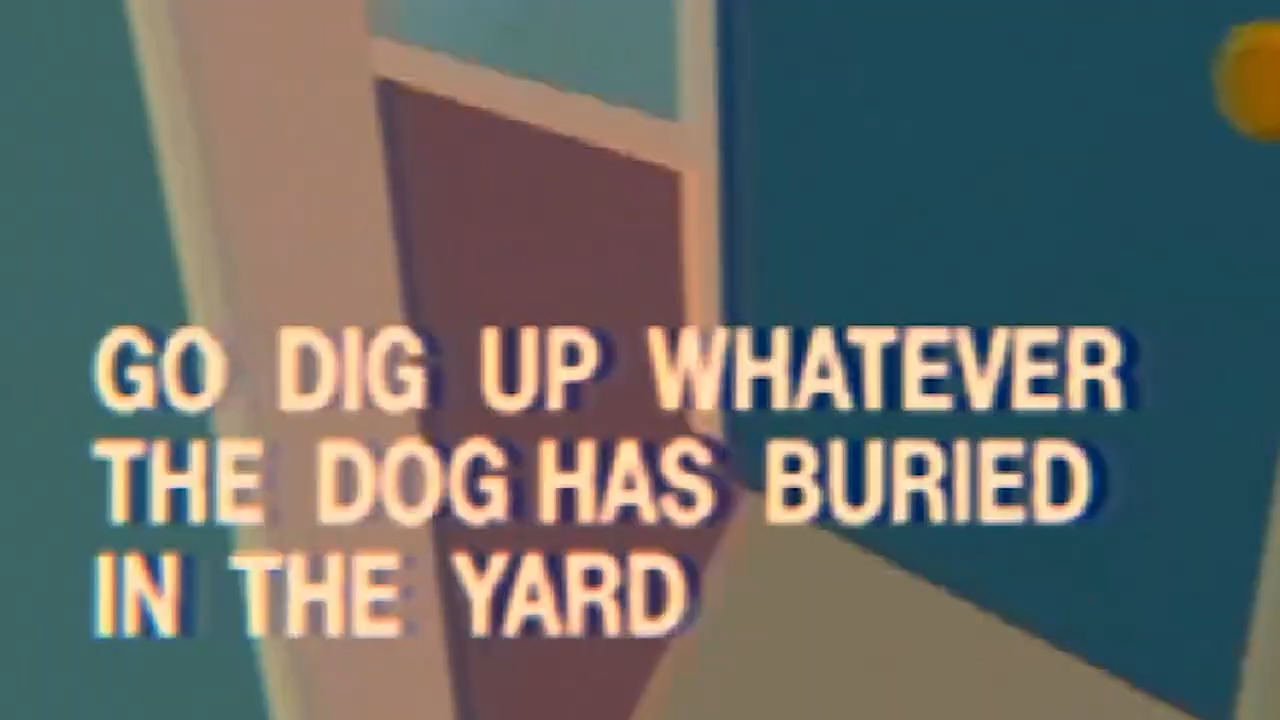 GO DIG UP WHATEVER
THE DOG HAS BURIED
IN THE YARD